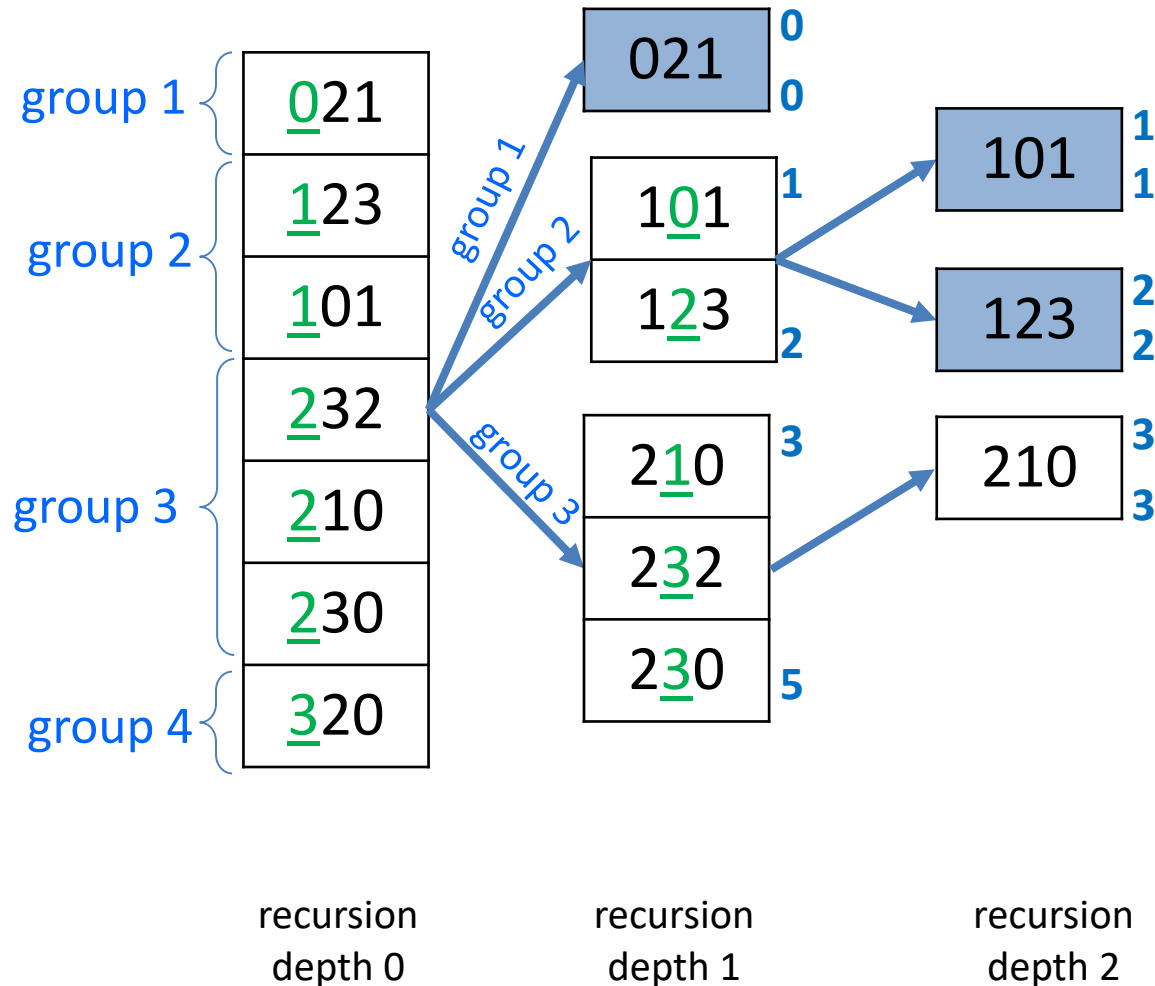 group 1
group 2
group 3
group 4
021
123
101
232
210
230
320
group 1
group 2
group 3
021
0
0
101
123
1
2
210
232
230
3
5
101
1
1
123
2
2
210
3
3
recursion
depth 0
recursion
depth 1
recursion
depth 2